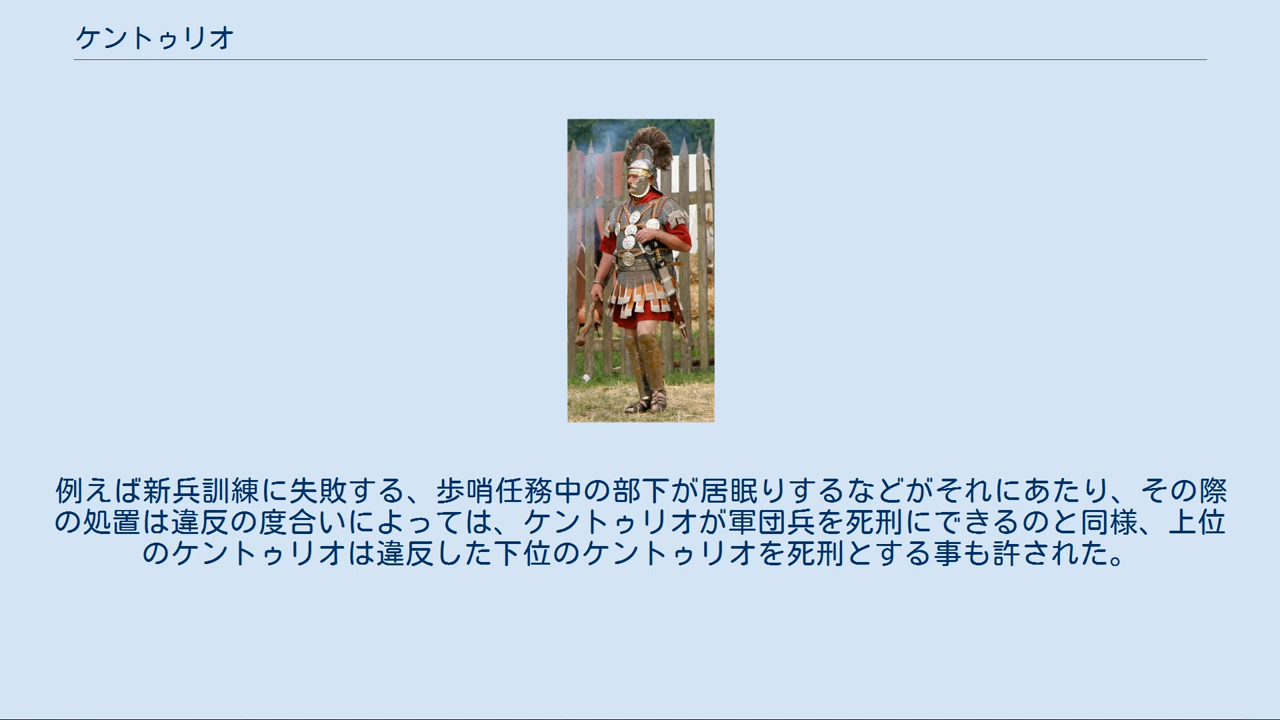 ケントゥリオ
例えば新兵訓練に失敗する、歩哨任務中の部下が居眠りするなどがそれにあたり、その際
の処置は違反の度合いによっては、ケントゥリオが軍団兵を死刑にできるのと同様、上位
のケントゥリオは違反した下位のケントゥリオを死刑とする事も許された。